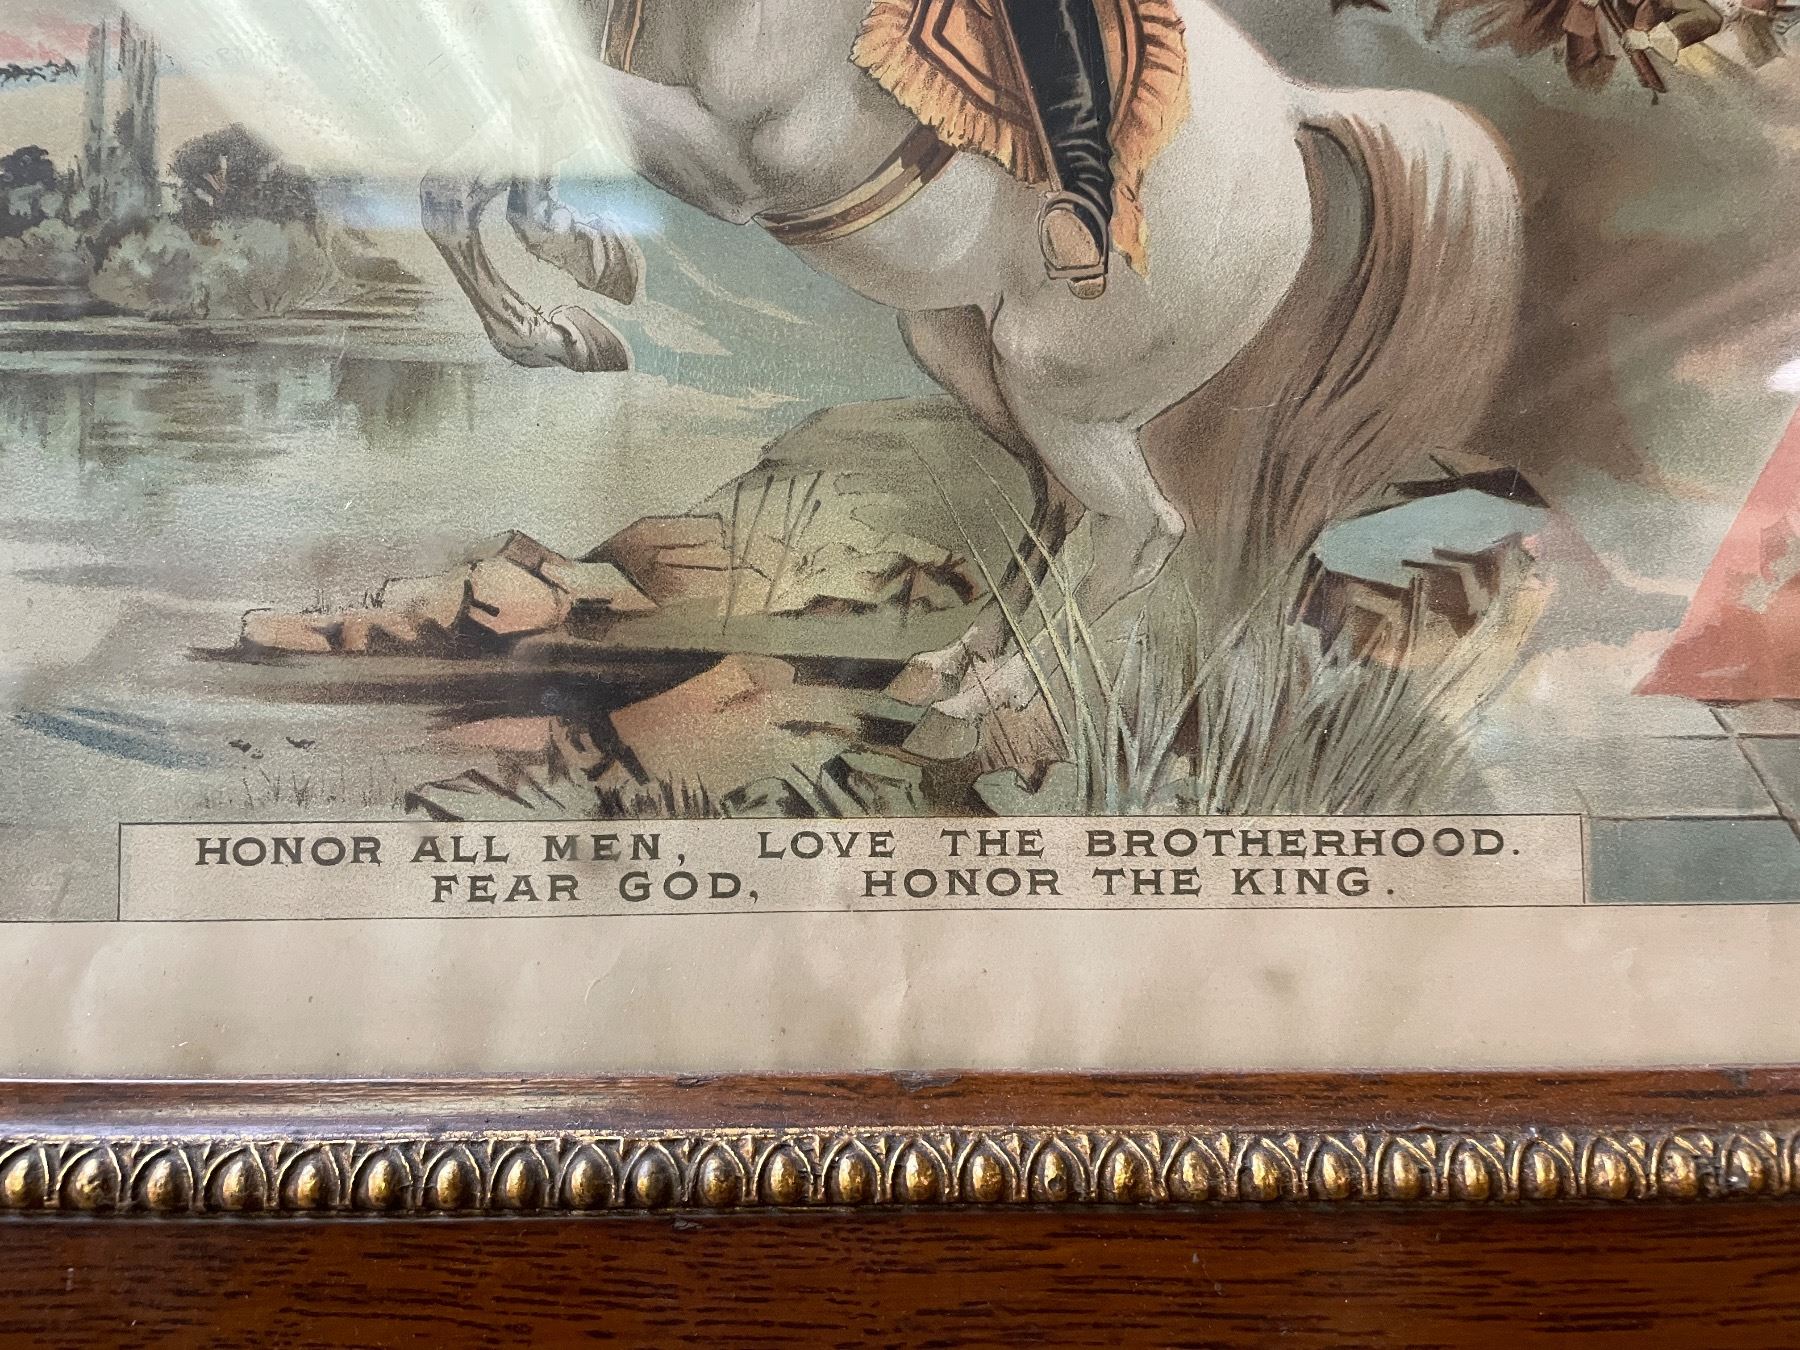 HONOR ALL MEN, LOVE THE BROTHERHOOD.
FEAR GOD, HONOR THE KING.